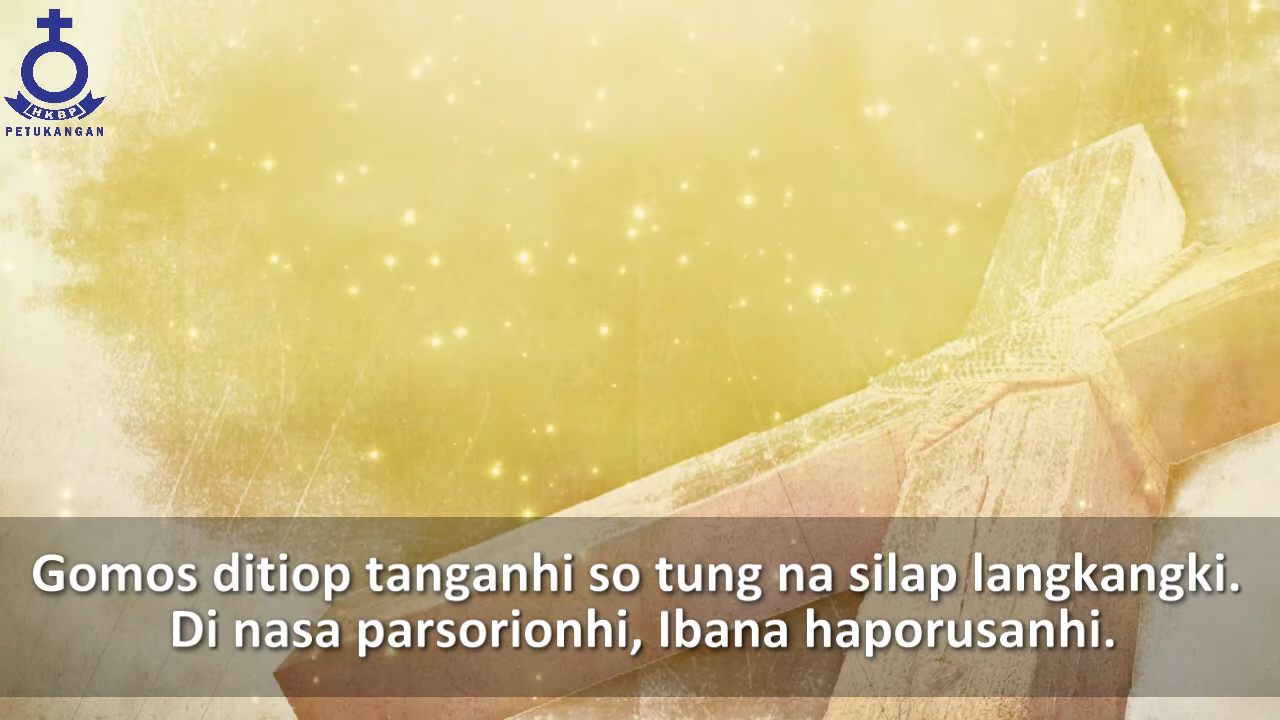 HKBP
PETUKANGAN
Gomos ditiop tanganhi so tung na silap langkangki.
Di nasa parsorionhi, Ibana haporusanhi.